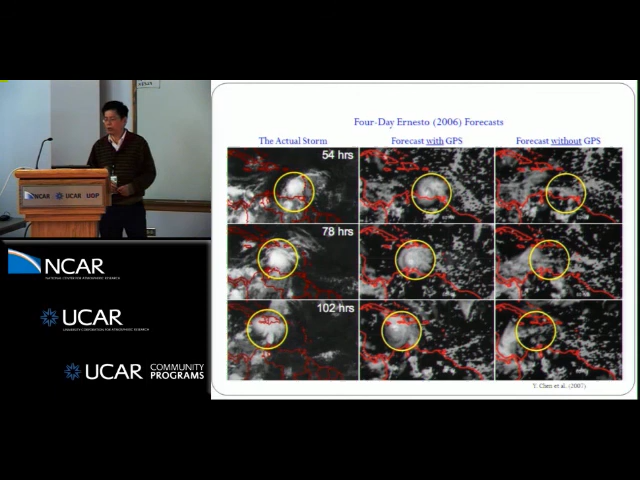 Four-Day Ernesto (2006) Forecasts
The Actual Storm
Forecast with GPS
Forecast without GPS
54 hrs
78 hrs
102 hrs
Y. Chen et al. (2007)
NCAR
UCAR
UDP
NCAR
NATIONAL CENTER FOR ATMOSPHERIC RESEARCH
UCAR
UNIVERSITY CORPORATION FOR ATMOSPHERIC RESEARCH
UCAR
COMMUNITY
PROGRAMS